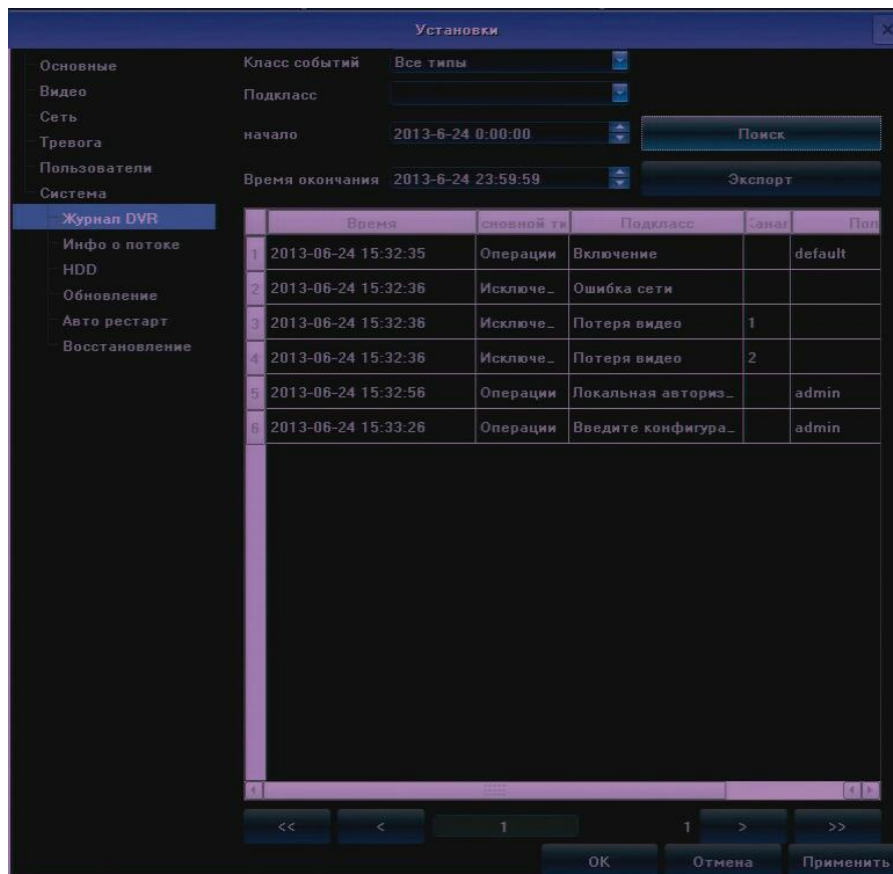 Установки
Основные
Видео
Сеть
Тревога
Пользователи
Система
Журнал DVR
Инфо о потоке
HDD
Обновление
Авто рестарт
Восстановление
Класс событий Все типы
Подкласс
начало 2013-6-24 0:00:00 Поиск
Время окончания 2013-6-24 23:59:59 Экспорт
Время сновной ти Подкласс Канал Пол
1 2013-06-24 15:32:35 Операции Включение default
2 2013-06-24 15:32:36 Исключе_ Ошибка сети
3 2013-06-24 15:32:36 Исключе_ Потеря видео 1
4 2013-06-24 15:32:36 Исключе_ Потеря видео 2
5 2013-06-24 15:32:56 Операции Локальная авториз_ admin
6 2013-06-24 15:33:26 Операции Введите конфигура_ admin
<< < 1 1 > >>
OK Отмена Применить